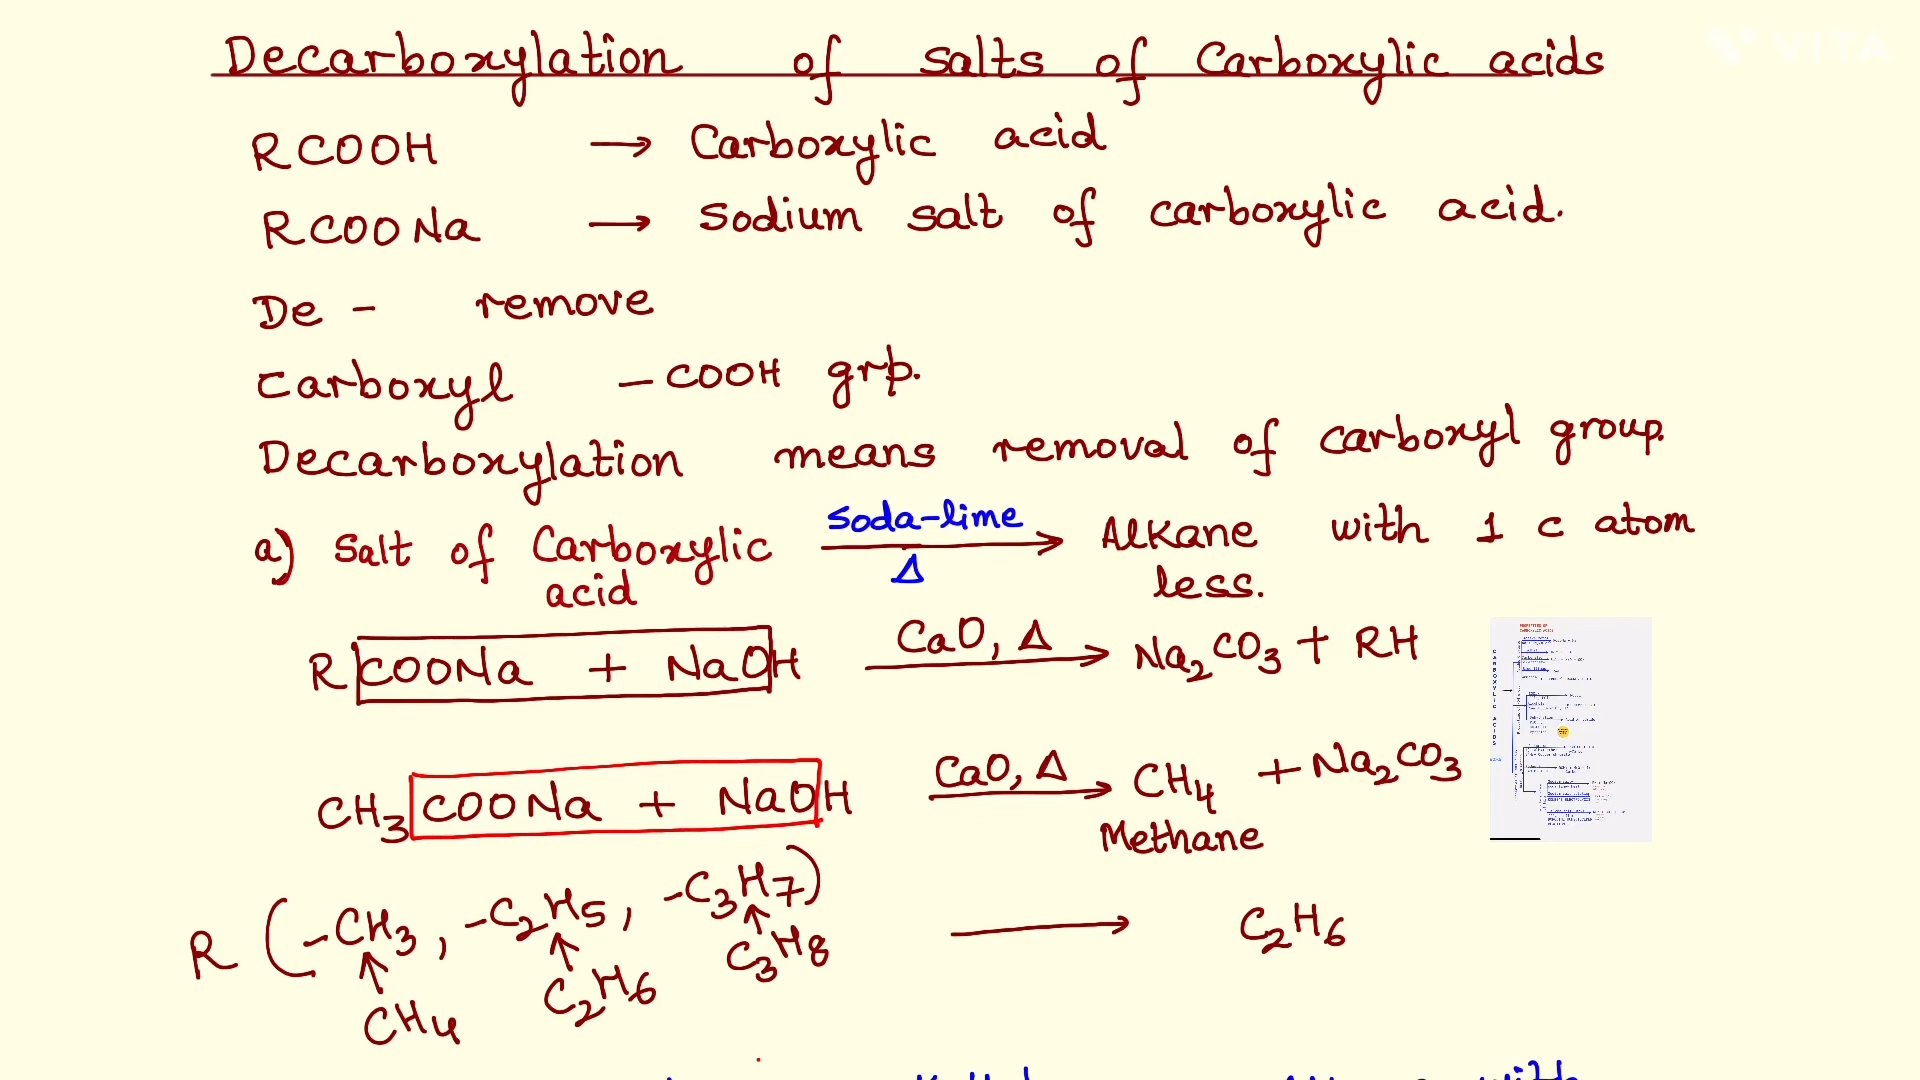 VITA
Decarboxylation of salts of Carboxylic acids
RCOOH → Carboxylic acid
RCOONa → Sodium salt of carboxylic acid.
De - remove
Carboxyl - COOH grp.
Decarboxylation means removal of carboxyl group.
a) Salt of Carboxylic acid Soda-lime Δ → Alkane with 1 c atom less.
RCOONa + NaOH CaO, Δ → Na2CO3 + RH
CH3COONa + NaOH CaO, Δ → CH4 + Na2CO3
Methane
R (-CH3, -C2H5, -C3H7) → C2H6
CH4 C2H6 C3H8